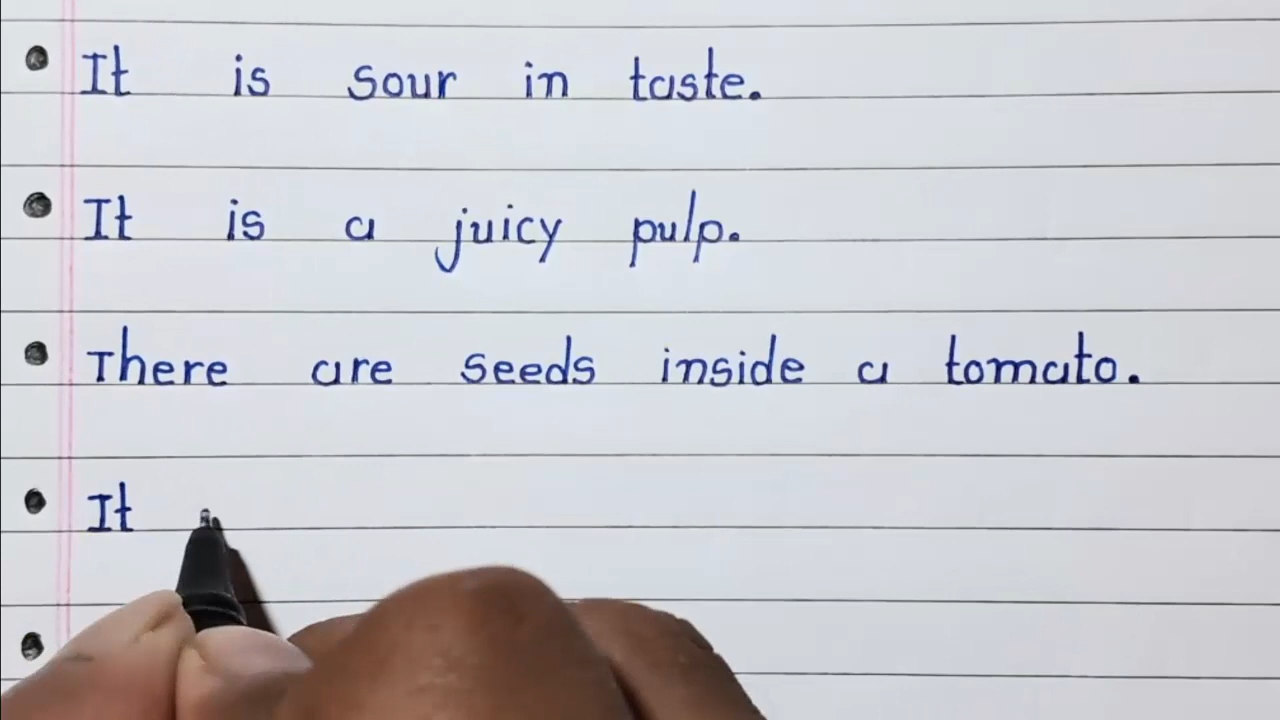 It is sour in taste.
It is a juicy pulp.
There are seeds inside a tomato.
It